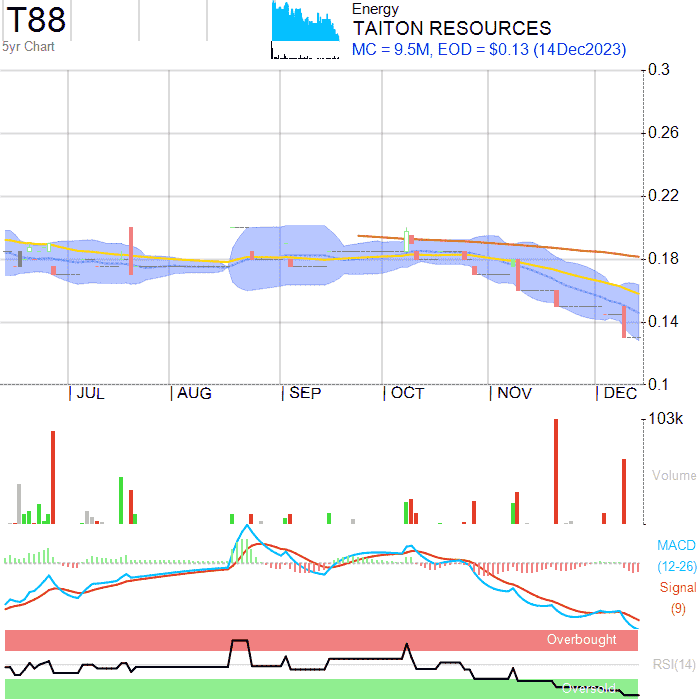 T88
5yr Chart
Energy
TAITON RESOURCES
MC = 9.5M, EOD = $0.13 (14Dec2023)
0.3
0.26
0.22
0.18
0.14
0.1
JUL AUG SEP OCT NOV DEC
103k
Volume
MACD
(12-26)
Signal
(9)
Overbought
RSI(14)
Oversold